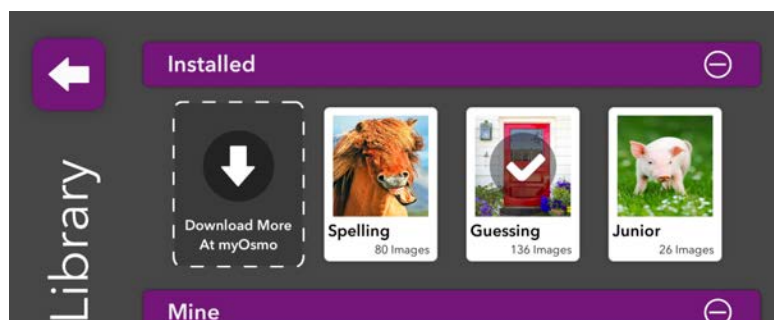 Library
Installed
Download More
At myOsmo
Spelling
80 Images
Guessing
136 Images
Junior
26 Images
Mine